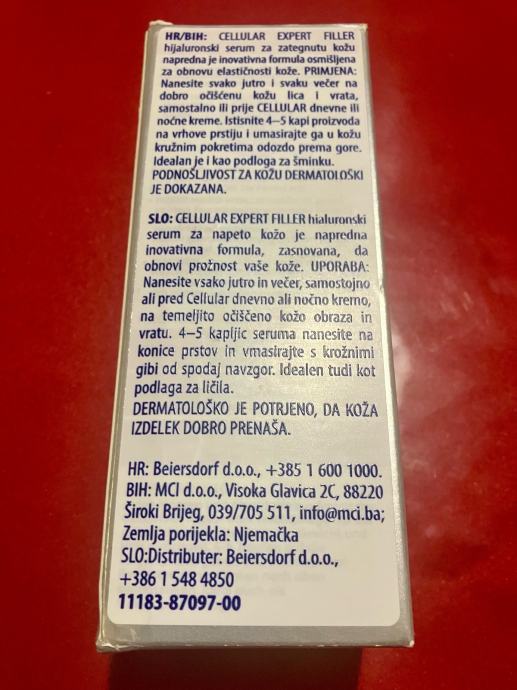 HR/BIH: CELLULAR EXPERT FILLER
hijaluronski serum za zategnutu kožu
napredna je inovativna formula osmišljena
za obnovu elastičnosti kože. PRIMJENA:
Nanesite svako jutro i svaku večer na
dobro očišćenu kožu lica i vrata,
samostalno ili prije CELLULAR dnevne ili
noćne kreme. Istisnite 4–5 kapi proizvoda
na vrhove prstiju i umasirajte ga u kožu
kružnim pokretima odozdo prema gore.
Idealan je i kao podloga za šminku.
PODNOŠLJIVOST ZA KOŽU DERMATOLOŠKI
JE DOKAZANA.
SLO: CELLULAR EXPERT FILLER hialuronski
serum za napeto kožo je napredna
inovativna formula, zasnovana, da
obnovi prožnost vaše kože. UPORABA:
Nanesite vsako jutro in večer, samostojno
ali pred Cellular dnevno ali nočno kremo,
na temeljito očiščeno kožo obraza in
vratu. 4–5 kapljic seruma nanesite na
konice prstov in vmasirajte s krožnimi
gibi od spodaj navzgor. Idealen tudi kot
podlaga za ličila.
DERMATOLOŠKO JE POTRJENO, DA KOŽA
IZDELEK DOBRO PRENAŠA.
HR: Beiersdorf d.o.o., +385 1 600 1000.
BIH: MCI d.o.o., Visoka Glavica 2C, 88220
Široki Brijeg, 039/705 511, info@mci.ba;
Zemlja porijekla: Njemačka
SLO:Distributer: Beiersdorf d.o.o.,
+386 1 548 4850
11183-87097-00